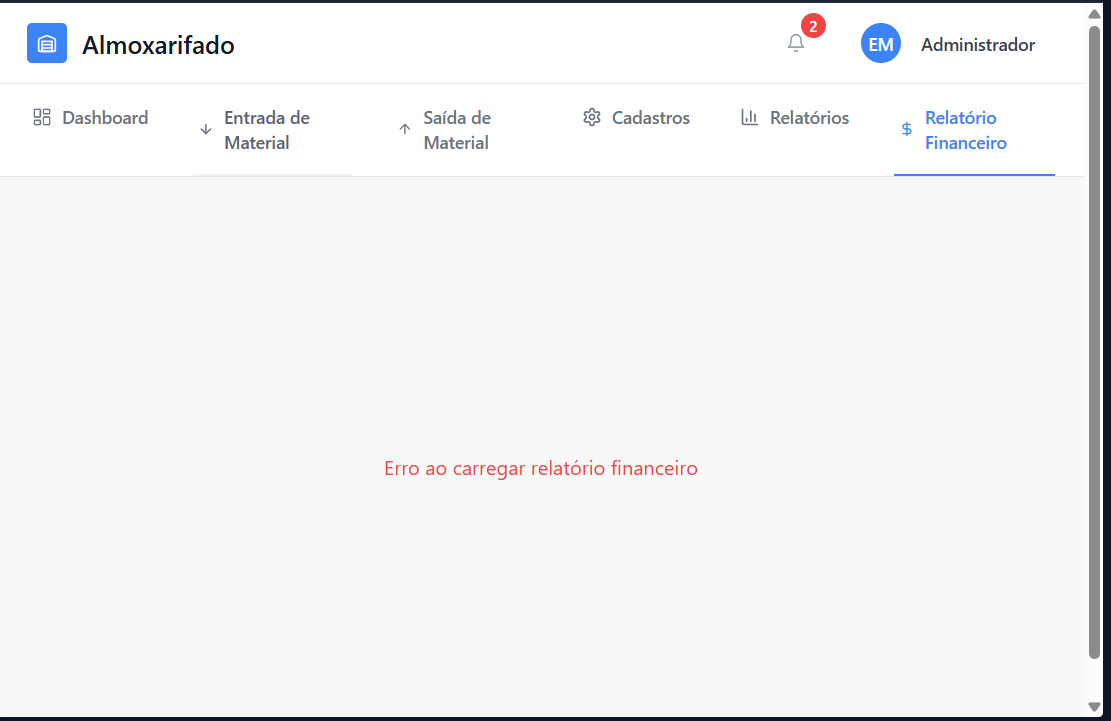 Almoxarifado
2
EM
Administrador
Dashboard
Entrada de
Material
Saída de
Material
Cadastros
Relatórios
Relatório
Financeiro
Erro ao carregar relatório financeiro